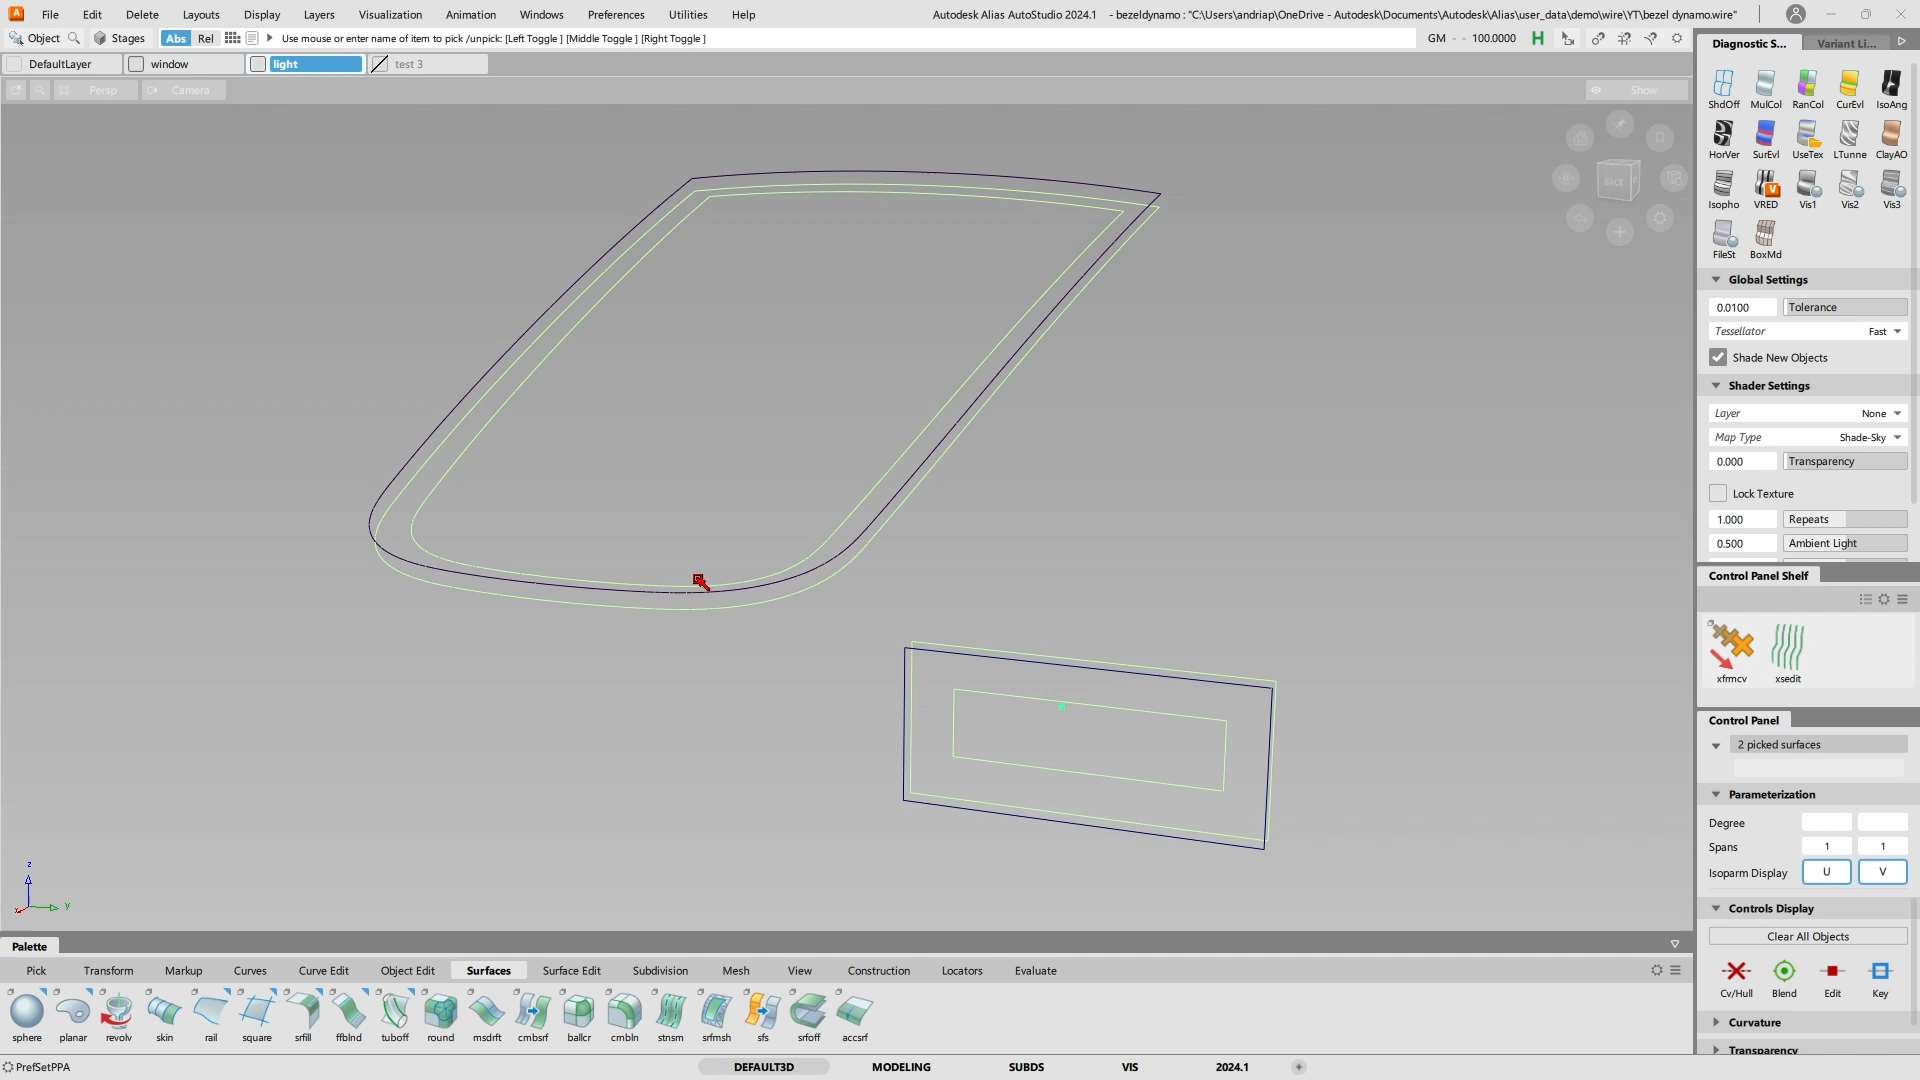 File Edit Delete Layouts Display Layers Visualization Animation Windows Preferences Utilities Help Autodesk Alias AutoStudio 2024.1 - bezeldynamo : "C:\Users\andriap\OneDrive - Autodesk\Documents\Autodesk\Alias\user_data\demo\wire\YT\bezel dynamo.wire"
Object Stages Abs Rel Use mouse or enter name of item to pick /unpick: [Left Toggle ] [Middle Toggle ] [Right Toggle ] GM - - 100.0000 H
DefaultLayer window light test 3
Persp Camera Show
BACK
z
x y
Diagnostic S... Variant Li...
ShdOff MulCol RanCol CurEvl IsoAng
HorVer SurEvl UseTex LTunne ClayAO
Isopho VRED Vis1 Vis2 Vis3
FileSt BoxMd
Global Settings
0.0100 Tolerance
Tessellator Fast
Shade New Objects
Shader Settings
Layer None
Map Type Shade-Sky
0.000 Transparency
Lock Texture
1.000 Repeats
0.500 Ambient Light
Control Panel Shelf
xfrmcv xsedit
Control Panel
2 picked surfaces
Parameterization
Degree
Spans 1 1
Isoparm Display U V
Controls Display
Clear All Objects
Cv/Hull Blend Edit Key
Curvature
Transparency
Palette
Pick Transform Markup Curves Curve Edit Object Edit Surfaces Surface Edit Subdivision Mesh View Construction Locators Evaluate
sphere planar revolv skin rail square srfill ffblnd tuboff round msdrft cmbsrf ballcr crnbln stnsm srfmsh sfs srfoff accsrf
PrefSetPPA DEFAULT3D MODELING SUBDS VIS 2024.1